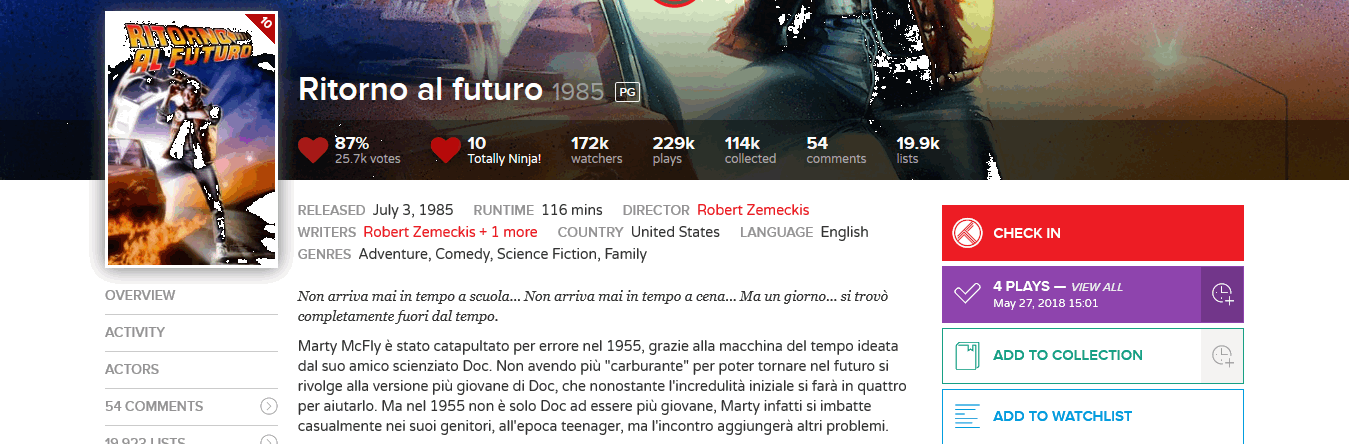 10
RITORNO
AL FUTURO
Ritorno al futuro 1985 PG
87%
25.7k votes
10
Totally Ninja!
172k
watchers
229k
plays
114k
collected
54
comments
19.9k
lists
RELEASED July 3, 1985 RUNTIME 116 mins DIRECTOR Robert Zemeckis
WRITERS Robert Zemeckis + 1 more COUNTRY United States LANGUAGE English
GENRES Adventure, Comedy, Science Fiction, Family
Non arriva mai in tempo a scuola... Non arriva mai in tempo a cena... Ma un giorno... si trovò
completamente fuori dal tempo.
Marty McFly è stato catapultato per errore nel 1955, grazie alla macchina del tempo ideata
dal suo amico scienziato Doc. Non avendo più "carburante" per poter tornare nel futuro si
rivolge alla versione più giovane di Doc, che nonostante l'incredulità iniziale si farà in quattro
per aiutarlo. Ma nel 1955 non è solo Doc ad essere più giovane, Marty infatti si imbatte
casualmente nei suoi genitori, all'epoca teenager, ma l'incontro aggiungerà altri problemi.
OVERVIEW
ACTIVITY
ACTORS
54 COMMENTS
19,923 LISTS
CHECK IN
4 PLAYS — VIEW ALL
May 27, 2018 15:01
ADD TO COLLECTION
ADD TO WATCHLIST